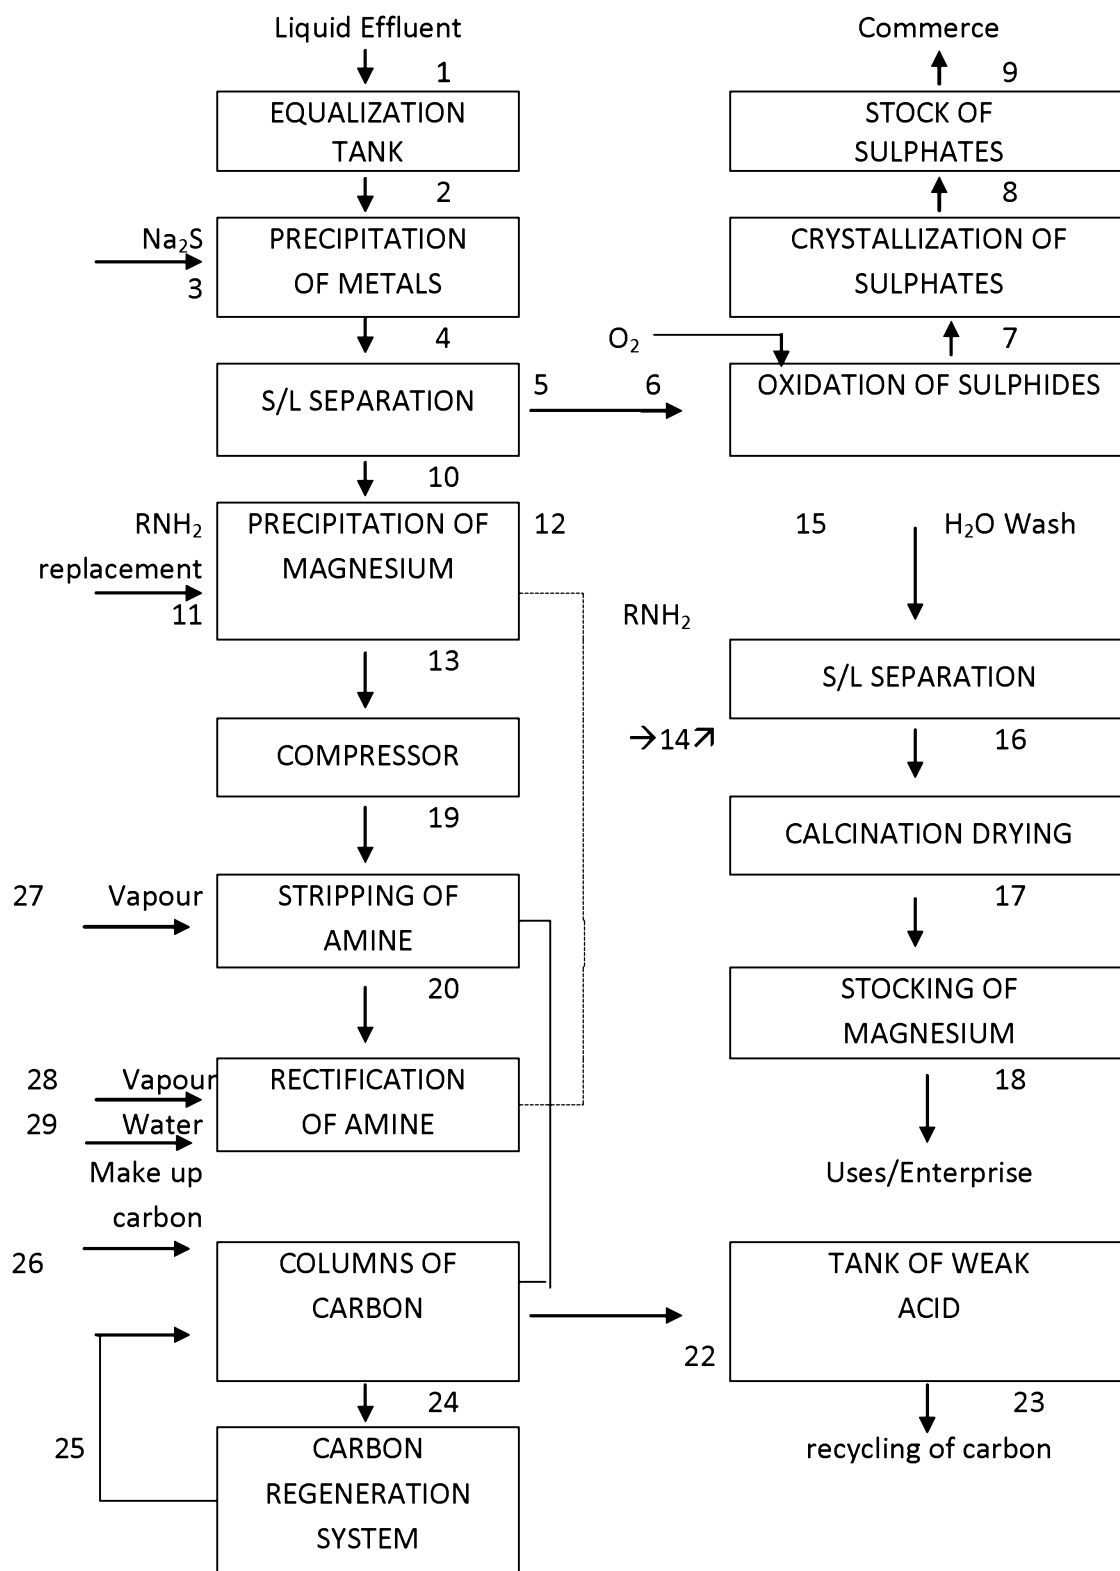 Liquid Effluent
1
EQUALIZATION
TANK
2
Na₂S
3
PRECIPITATION
OF METALS
4
S/L SEPARATION
5
6
10
RNH₂
replacement
11
PRECIPITATION OF
MAGNESIUM
12
13
COMPRESSOR
19
27
Vapour
STRIPPING OF
AMINE
20
28
Vapour
29
Water
RECTIFICATION
OF AMINE
Make up
carbon
26
COLUMNS OF
CARBON
24
25
CARBON
REGENERATION
SYSTEM
Commerce
9
STOCK OF
SULPHATES
8
CRYSTALLIZATION OF
SULPHATES
7
O₂
OXIDATION OF SULPHIDES
15
H₂O Wash
RNH₂
S/L SEPARATION
→14↗
16
CALCINATION DRYING
17
STOCKING OF
MAGNESIUM
18
Uses/Enterprise
TANK OF WEAK
ACID
22
23
recycling of carbon